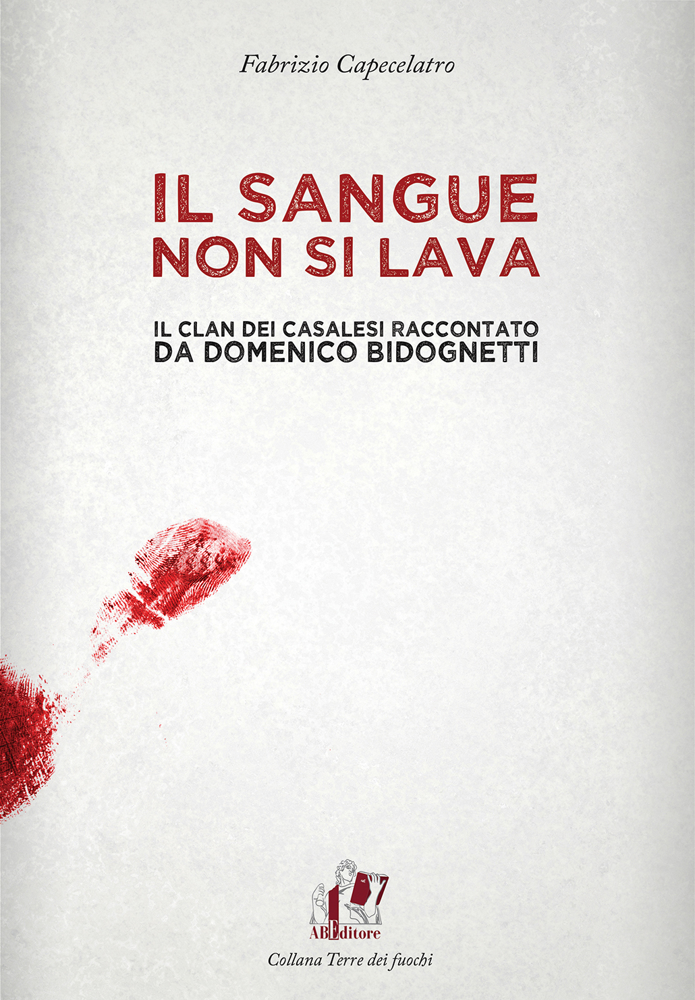 Fabrizio Capecelatro
IL SANGUE
NON SI LAVA
IL CLAN DEI CASALESI RACCONTATO
DA DOMENICO BIDOGNETTI
ABEditore
Collana Terre dei fuochi